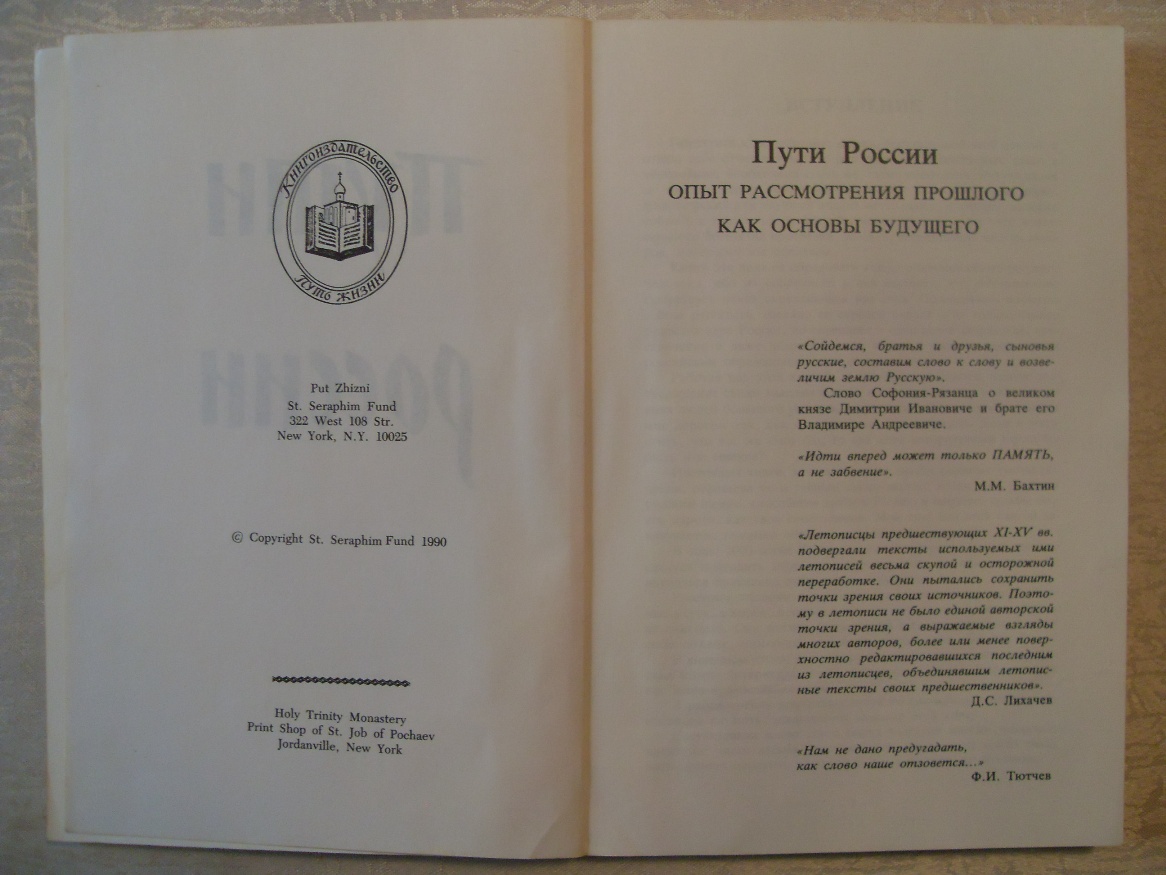 Книгоиздательство
ПУТЬ ЖИЗНИ
Put Zhizni
St. Seraphim Fund
322 West 108 Str.
New York, N.Y. 10025
© Copyright St. Seraphim Fund 1990
Holy Trinity Monastery
Print Shop of St. Job of Pochaev
Jordanville, New York
Пути России
ОПЫТ РАССМОТРЕНИЯ ПРОШЛОГО
КАК ОСНОВЫ БУДУЩЕГО
«Сойдемся, братья и друзья, сыновья
русские, составим слово к слову и возве-
личим землю Русскую».
Слово Софония-Рязанца о великом
князе Димитрии Ивановиче и брате его
Владимире Андреевиче.
«Идти вперед может только ПАМЯТЬ,
а не забвение».
М.М. Бахтин
«Летописцы предшествующих XI-XV вв.
подвергали тексты используемых ими
летописей весьма скупой и осторожной
переработке. Они пытались сохранить
точки зрения своих источников. Поэто-
му в летописи не было единой авторской
точки зрения, а выражаемые взгляды
многих авторов, более или менее повер-
хностно редактировавшихся последним
из летописцев, объединявшим летопис-
ные тексты своих предшественников».
Д.С. Лихачев
«Нам не дано предугадать,
как слово наше отзовется...»
Ф.И. Тютчев